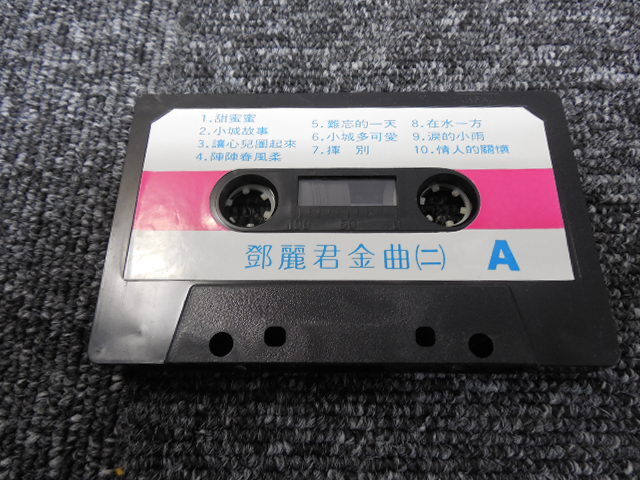 1.甜蜜蜜
2.小城故事
3.讓心兒圍起來
4.陣陣春風柔
5.難忘的一天
6.小城多可愛
7.揮 別
8.在水一方
9.淚的小雨
10.情人的關懷
鄧麗君金曲(二) A